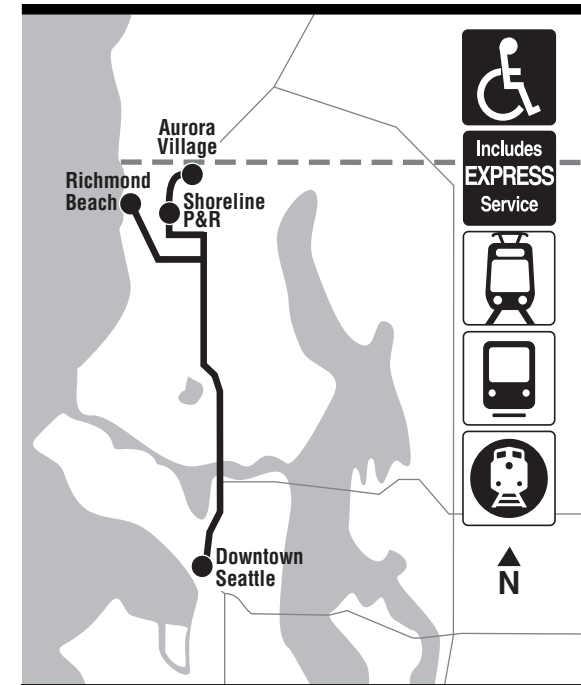 Aurora
Village
Richmond
Beach
Shoreline
P&R
Downtown
Seattle
Includes
EXPRESS
Service
N